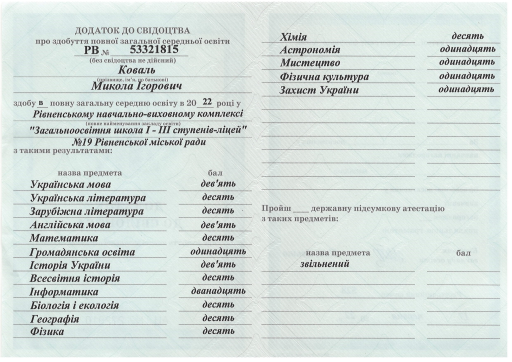 ДОДАТОК ДО СВІДОЦТВА
про здобуття повної загальної середньої освіти
РВ № 53321815
(без свідоцтва не дійсний)
Коваль
(прізвище, ім'я, по батькові)
Микола Ігорович
здобу в повну загальну середню освіту в 20 22 році у
Рівненському навчально-виховному комплексі
(повне найменування закладу освіти)
"Загальноосвітня школа І - ІІІ ступенів-ліцей"
№19 Рівненської міської ради
з такими результатами:
назва предмета бал
Українська мова дев'ять
Українська література десять
Зарубіжна література десять
Англійська мова дев'ять
Математика десять
Громадянська освіта одинадцять
Історія України дев'ять
Всесвітня історія десять
Інформатика дванадцять
Біологія і екологія десять
Географія десять
Фізика десять
Хімія десять
Астрономія одинадцять
Мистецтво одинадцять
Фізична культура одинадцять
Захист України одинадцять
Пройш ___ державну підсумкову атестацію
з таких предметів:
назва предмета бал
звільнений